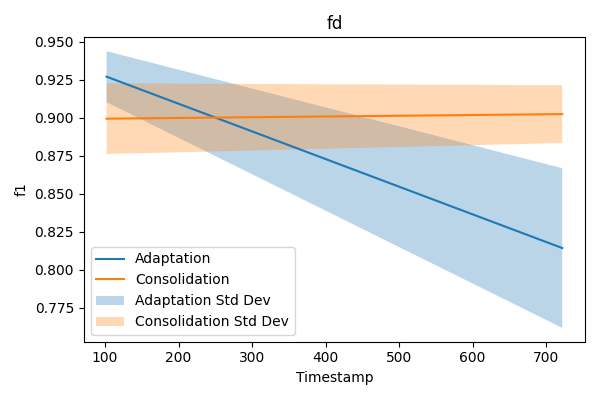 fd
0.950
0.925
0.900
0.875
0.850
0.825
0.800
0.775
f1
Adaptation
Consolidation
Adaptation Std Dev
Consolidation Std Dev
100 200 300 400 500 600 700
Timestamp